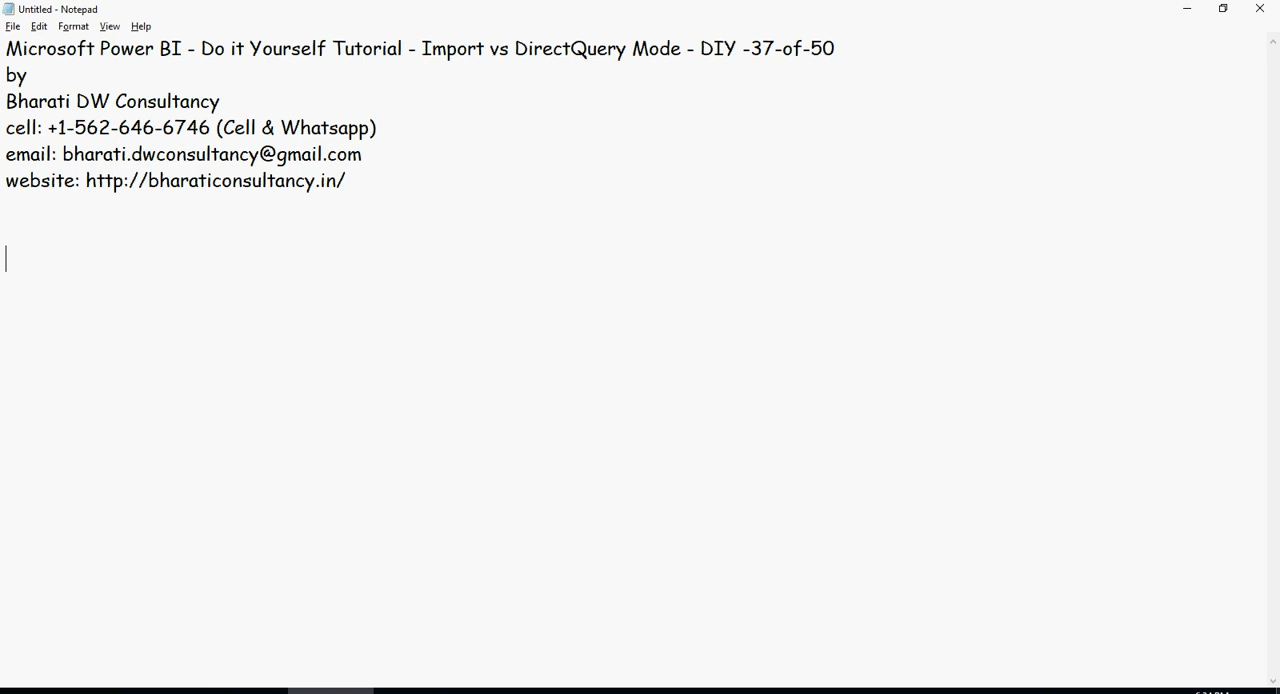 Untitled - Notepad
File Edit Format View Help
Microsoft Power BI - Do it Yourself Tutorial - Import vs DirectQuery Mode - DIY -37-of-50
by
Bharati DW Consultancy
cell: +1-562-646-6746 (Cell & Whatsapp)
email: bharati.dwconsultancy@gmail.com
website: http://bharaticonsultancy.in/